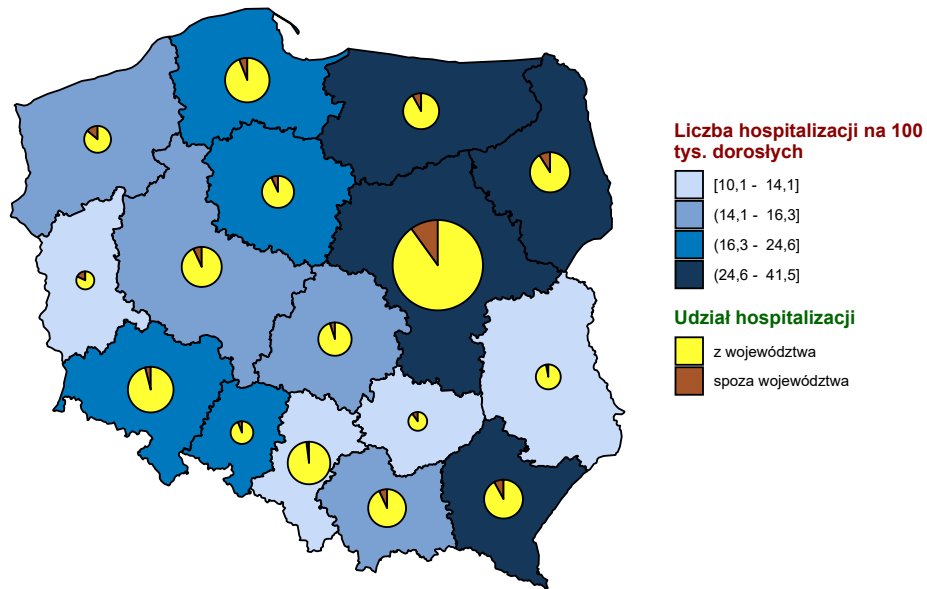 Liczba hospitalizacji na 100
tys. dorosłych
[10,1 - 14,1]
(14,1 - 16,3]
(16,3 - 24,6]
(24,6 - 41,5]
Udział hospitalizacji
z województwa
spoza województwa